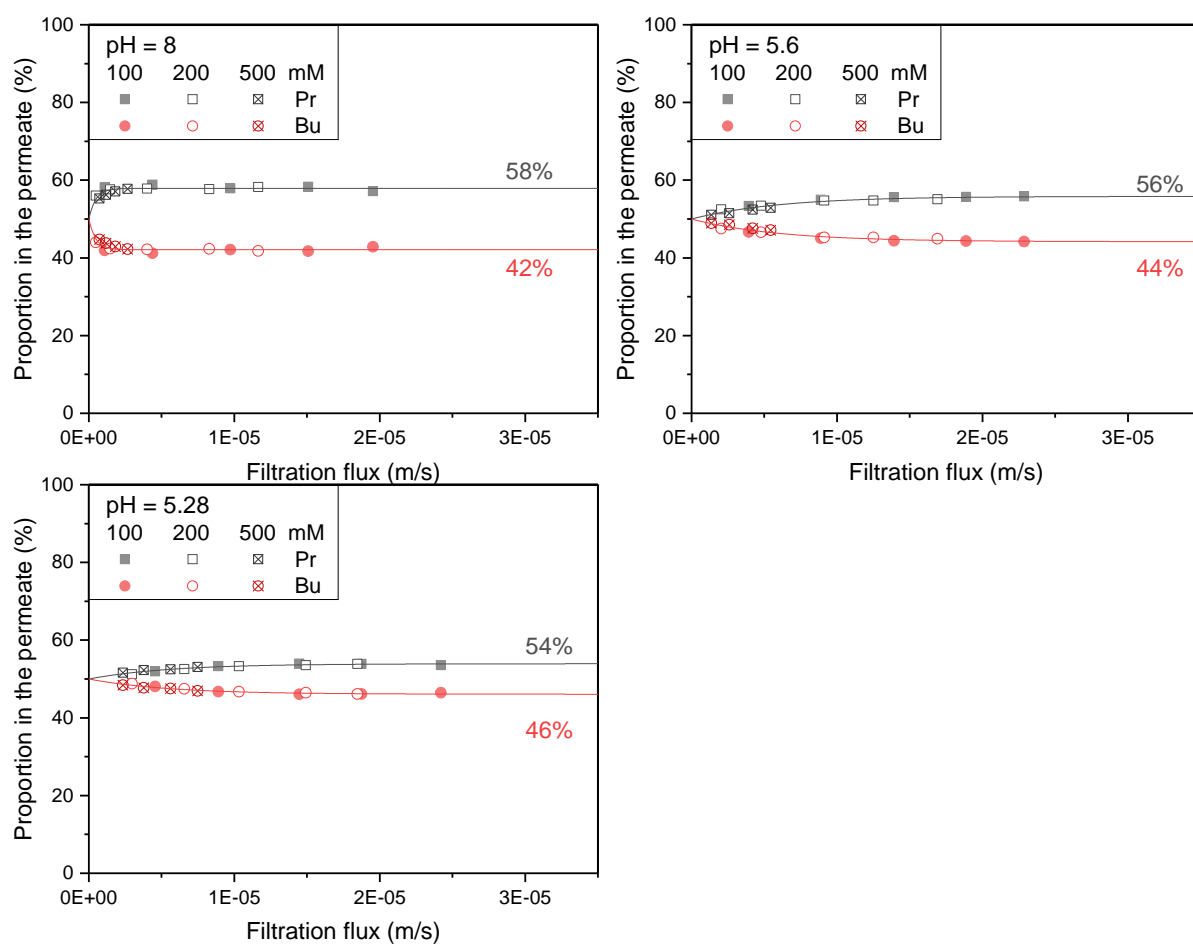 pH = 8
100 200 500 mM
Pr
Bu
58%
42%
100
80
60
40
20
0
0E+00 1E-05 2E-05 3E-05
Filtration flux (m/s)
Proportion in the permeate (%)
pH = 5.6
100 200 500 mM
Pr
Bu
56%
44%
100
80
60
40
20
0
0E+00 1E-05 2E-05 3E-05
Filtration flux (m/s)
Proportion in the permeate (%)
pH = 5.28
100 200 500 mM
Pr
Bu
54%
46%
100
80
60
40
20
0
0E+00 1E-05 2E-05 3E-05
Filtration flux (m/s)
Proportion in the permeate (%)